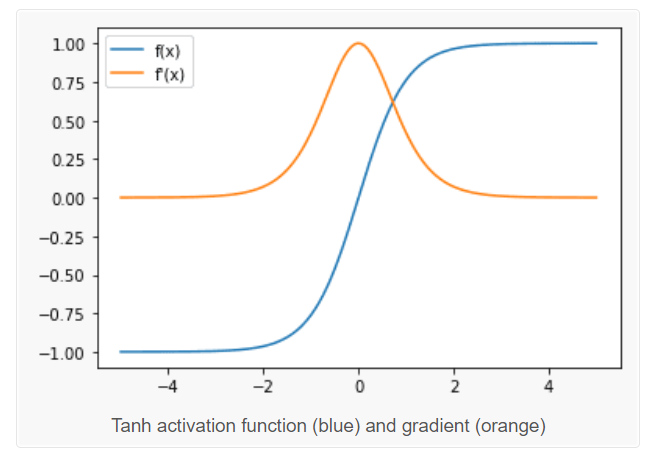 1.00
0.75
0.50
0.25
0.00
−0.25
−0.50
−0.75
−1.00
f(x)
f'(x)
−4 −2 0 2 4
Tanh activation function (blue) and gradient (orange)